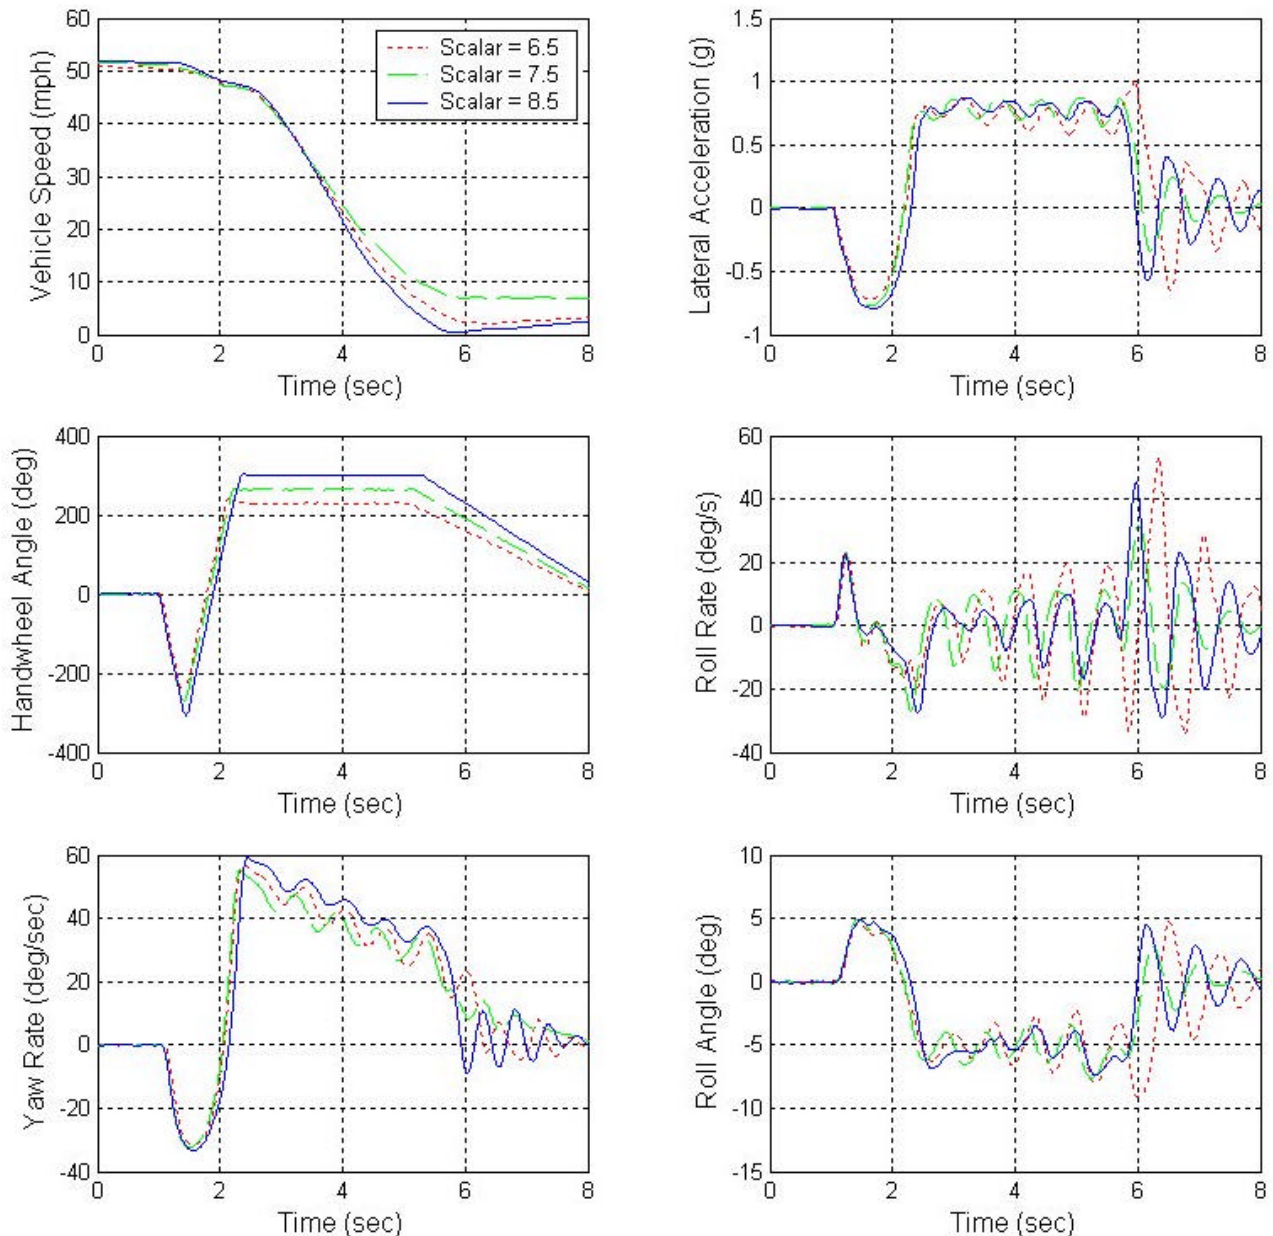 Vehicle Speed (mph)
60
50
40
30
20
10
0
0 2 4 6 8
Time (sec)
Scalar = 6.5
Scalar = 7.5
Scalar = 8.5
Lateral Acceleration (g)
1.5
1
0.5
0
-0.5
-1
0 2 4 6 8
Time (sec)
Handwheel Angle (deg)
400
200
0
-200
-400
0 2 4 6 8
Time (sec)
Roll Rate (deg/s)
60
40
20
0
-20
-40
0 2 4 6 8
Time (sec)
Yaw Rate (deg/sec)
60
40
20
0
-20
-40
0 2 4 6 8
Time (sec)
Roll Angle (deg)
10
5
0
-5
-10
-15
0 2 4 6 8
Time (sec)